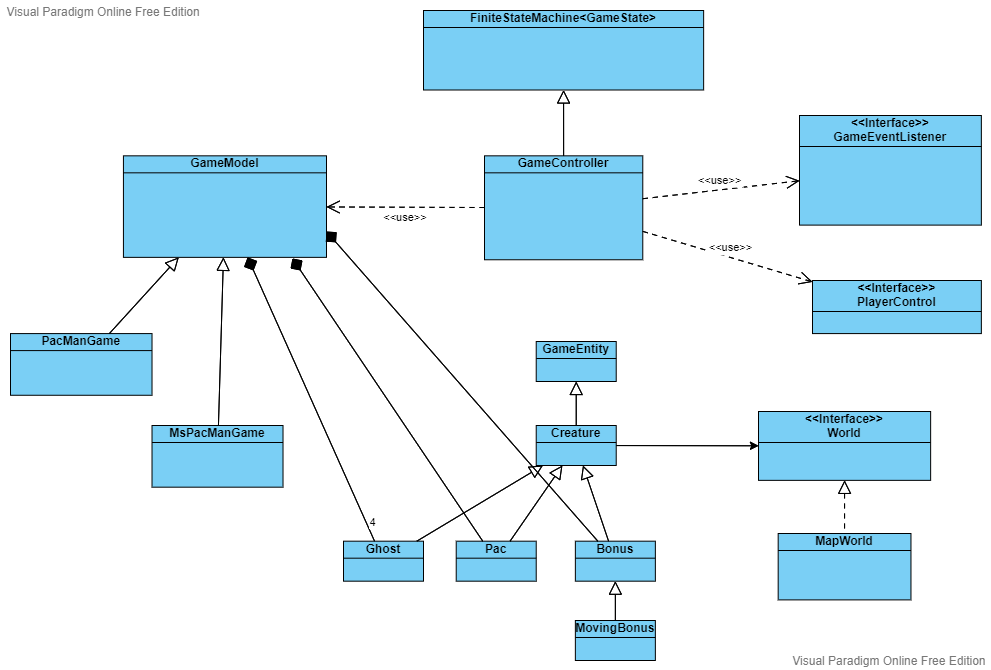 Visual Paradigm Online Free Edition
FiniteStateMachine<GameState>
<<Interface>>
GameEventListener
GameModel
GameController
<<use>>
<<use>>
<<use>>
<<Interface>>
PlayerControl
PacManGame
GameEntity
<<Interface>>
World
MsPacManGame
Creature
4
Ghost
Pac
Bonus
MapWorld
MovingBonus
Visual Paradigm Online Free Edition